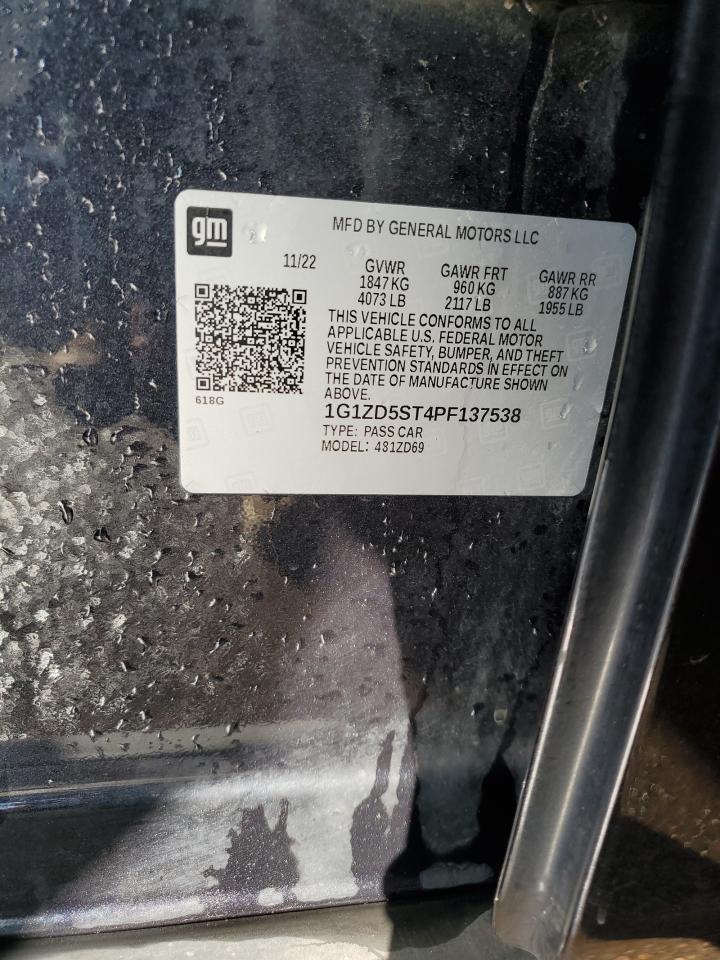 gm
MFD BY GENERAL MOTORS LLC
11/22
GVWR
1847 KG
4073 LB
GAWR FRT
960 KG
2117 LB
GAWR RR
887 KG
1955 LB
THIS VEHICLE CONFORMS TO ALL
APPLICABLE U.S. FEDERAL MOTOR
VEHICLE SAFETY, BUMPER, AND THEFT
PREVENTION STANDARDS IN EFFECT ON
THE DATE OF MANUFACTURE SHOWN
ABOVE.
618G
1G1ZD5ST4PF137538
TYPE: PASS CAR
MODEL: 481ZD69